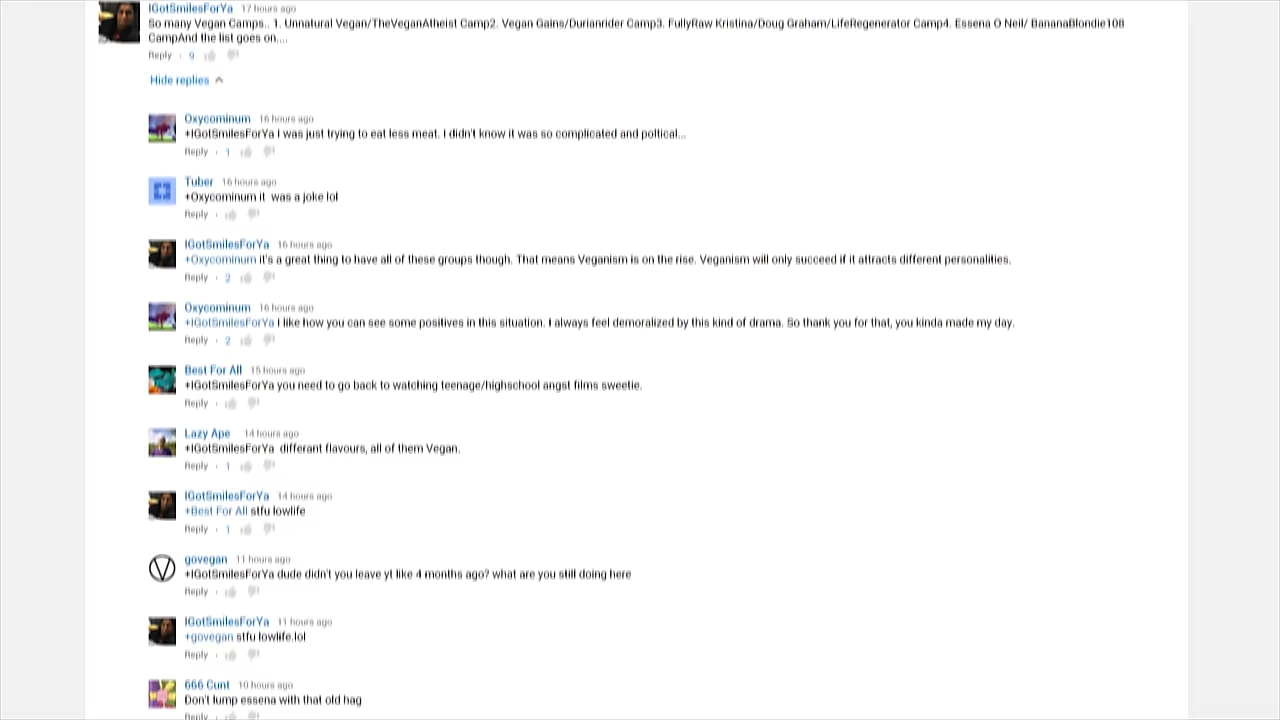 IGotSmilesForYa 17 hours ago
So many Vegan Camps.. 1. Unnatural Vegan/TheVeganAtheist Camp2. Vegan Gains/Durianrider Camp3. FullyRaw Kristina/Doug Graham/LifeRegenerator Camp4. Essena O Neil/ BananaBlondie108
CampAnd the list goes on....
Reply · 9
Hide replies
Oxycominum 16 hours ago
+IGotSmilesForYa I was just trying to eat less meat. I didn't know it was so complicated and poltical...
Reply · 1
Tuber 16 hours ago
+Oxycominum it was a joke lol
Reply ·
IGotSmilesForYa 16 hours ago
+Oxycominum it's a great thing to have all of these groups though. That means Veganism is on the rise. Veganism will only succeed if it attracts different personalities.
Reply · 2
Oxycominum 16 hours ago
+IGotSmilesForYa I like how you can see some positives in this situation. I always feel demoralized by this kind of drama. So thank you for that, you kinda made my day.
Reply · 2
Best For All 15 hours ago
+IGotSmilesForYa you need to go back to watching teenage/highschool angst films sweetie.
Reply ·
Lazy Ape 14 hours ago
+IGotSmilesForYa differant flavours, all of them Vegan.
Reply · 1
IGotSmilesForYa 14 hours ago
+Best For All stfu lowlife
Reply · 1
govegan 11 hours ago
+IGotSmilesForYa dude didn't you leave yt like 4 months ago? what are you still doing here
Reply ·
IGotSmilesForYa 11 hours ago
+govegan stfu lowlife.lol
Reply ·
666 Cunt 10 hours ago
Don't lump essena with that old hag
Reply ·